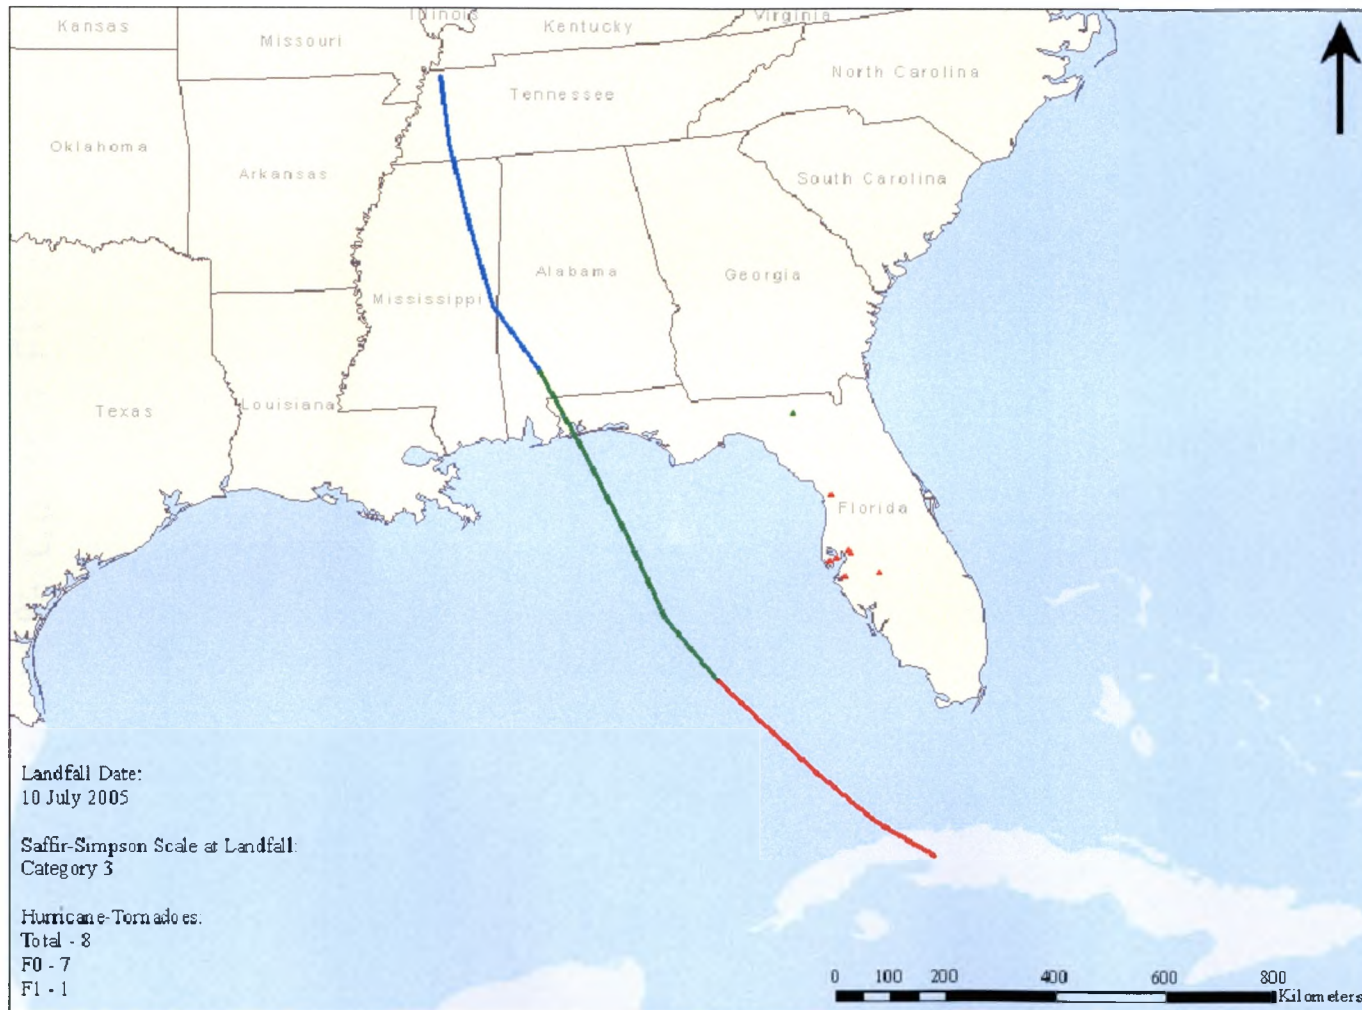 Illinois
Virginia
Kansas
Kentucky
Missouri
North Carolina
Tennessee
Oklahoma
Arkansas
South Carolina
Alabama
Georgia
Mississippi
Texas
Louisiana
Florida
Landfall Date:
10 July 2005
Saffir-Simpson Scale at Landfall:
Category 3
Hurricane-Tornadoes:
Total - 8
F0 - 7
F1 - 1
0 100 200 400 600 800
Kilometers